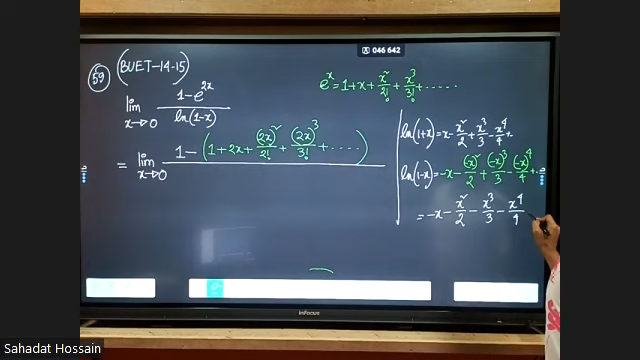 046 642
59 (BUET-14-15)
lim x→0 (1-e^{2x})/(ln(1-x))
= lim x→0 1-(1+2x+(2x)²/2!+(2x)³/3!+.....)
e^x=1+x+x²/2!+x³/3!+.....
ln(1+x)=x-x²/2+x³/3-x⁴/4+..
ln(1-x)=-x-(-x)²/2+(-x)³/3-(-x)⁴/4+...
=-x-x²/2-x³/3-x⁴/4
InFocus
Sahadat Hossain